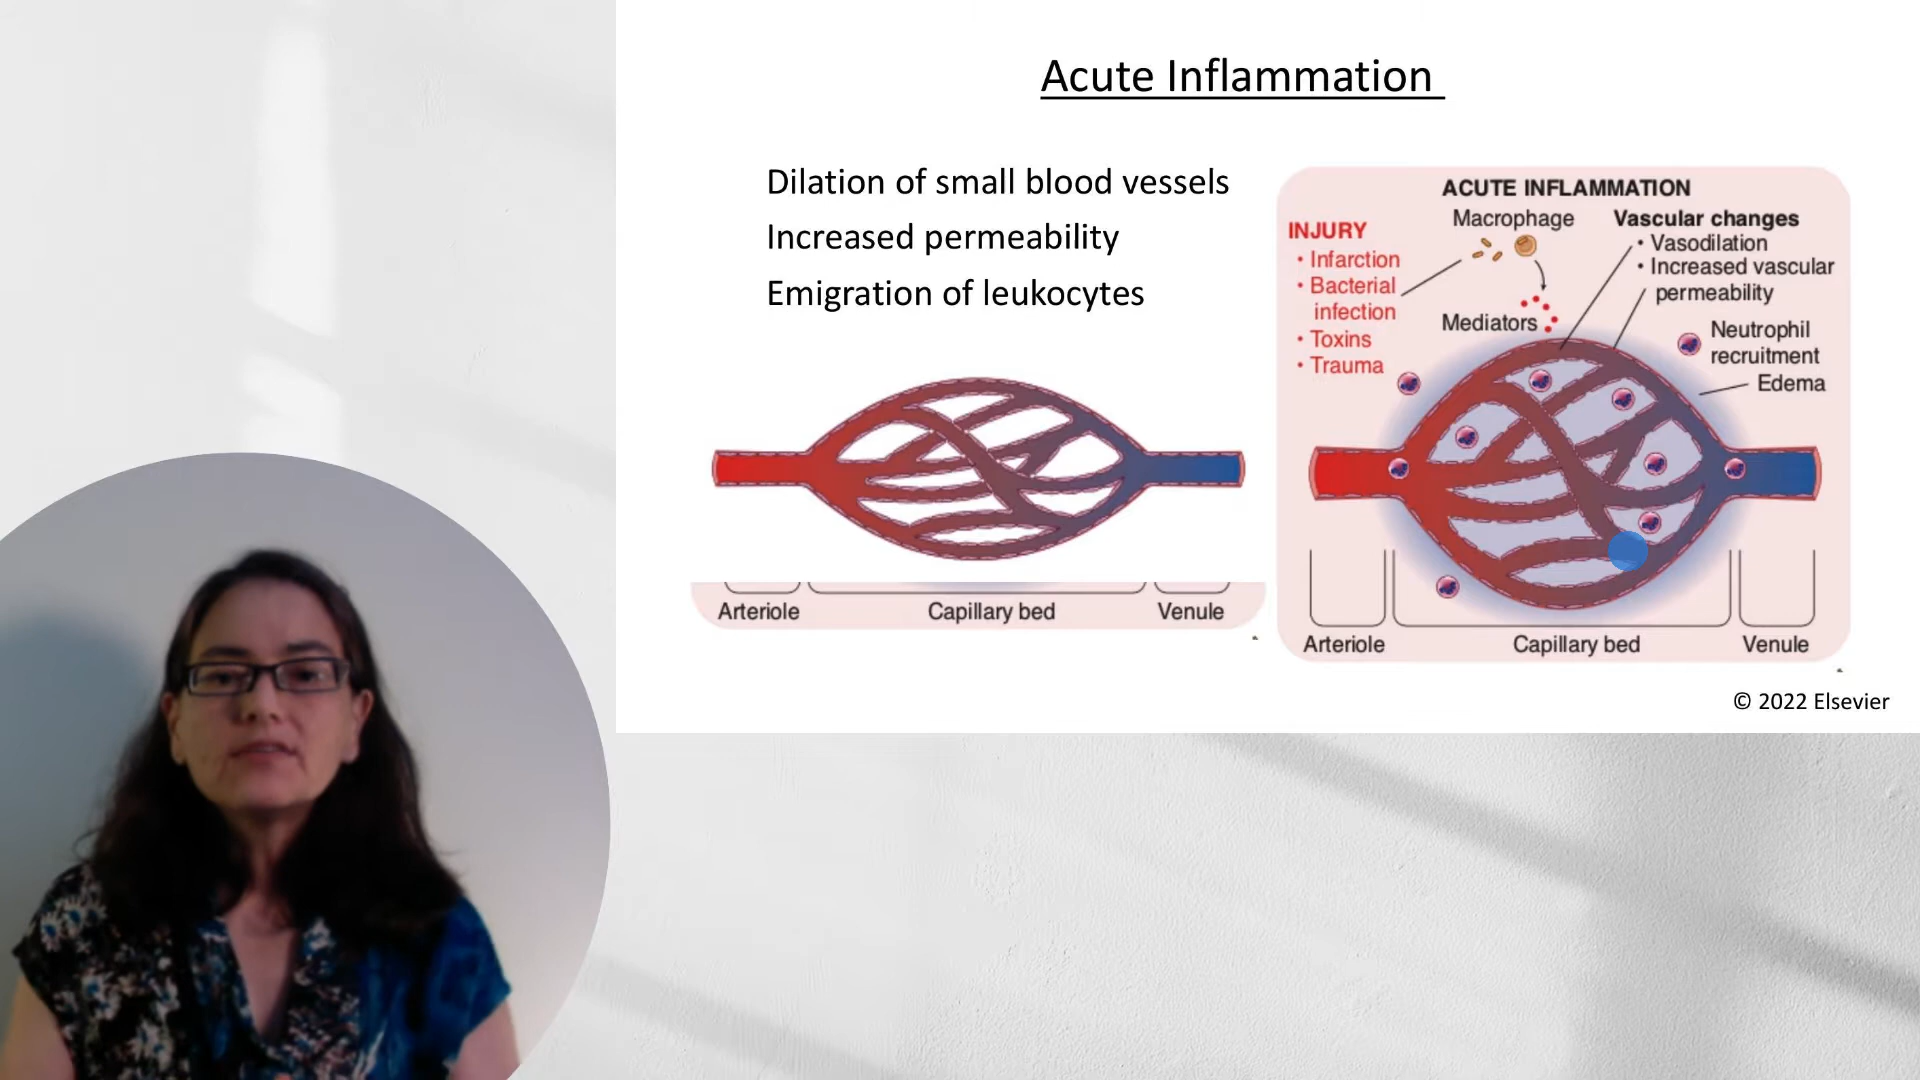 Acute Inflammation
Dilation of small blood vessels
Increased permeability
Emigration of leukocytes
Arteriole
Capillary bed
Venule
ACUTE INFLAMMATION
INJURY
• Infarction
• Bacterial
infection
• Toxins
• Trauma
Macrophage
Mediators
Vascular changes
• Vasodilation
• Increased vascular
permeability
Neutrophil
recruitment
Edema
Arteriole
Capillary bed
Venule
© 2022 Elsevier